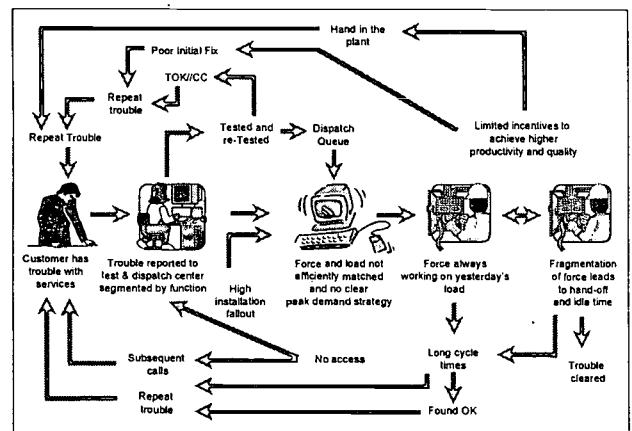 Hand in the
plant
Poor Initial Fix
TOK//CC
Repeat
trouble
Tested and
re-Tested
Dispatch
Queue
Limited incentives to
achieve higher
productivity and quality
Repeat Trouble
Customer has
trouble with
services
Trouble reported to
test & dispatch center
segmented by function
High
installation
fallout
Force and load not
efficiently matched
and no clear
peak demand strategy
Force always
working on yesterday's
load
Fragmentation
of force leads
to hand-off
and idle time
Subsequent
calls
No access
Long cycle
times
Trouble
cleared
Repeat
trouble
Found OK